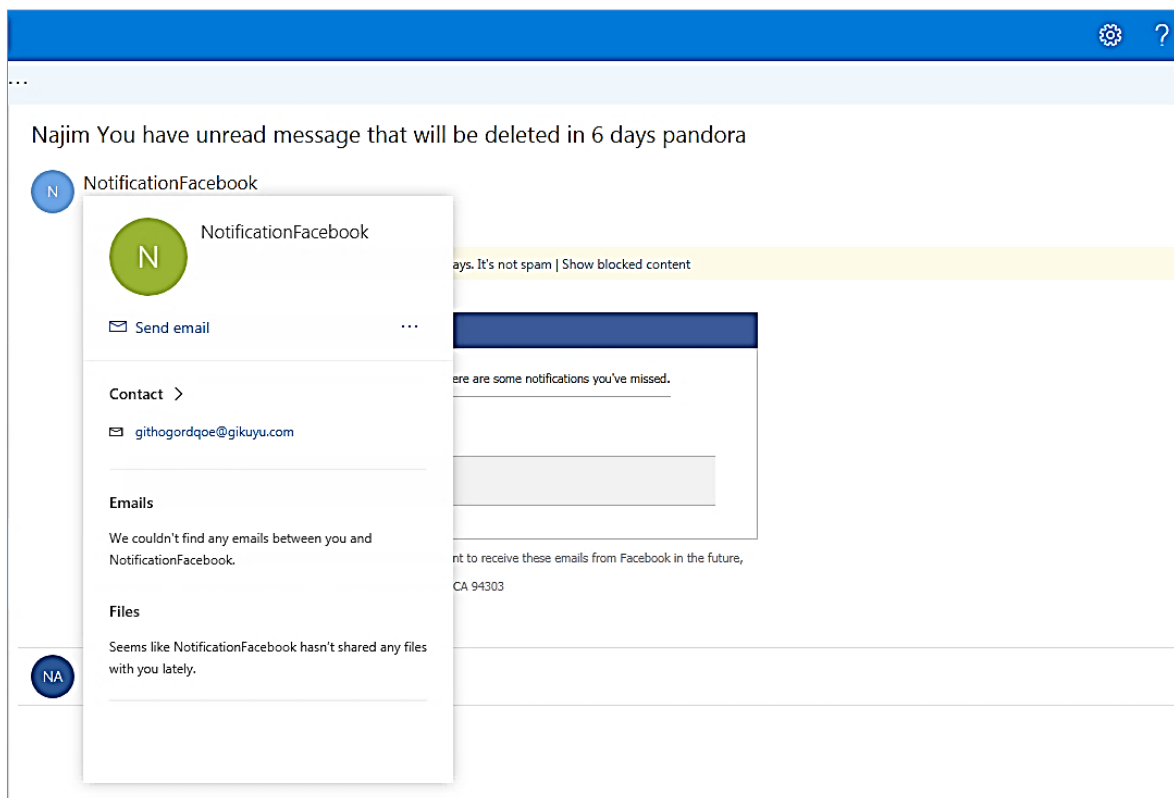 ?
...
Najim You have unread message that will be deleted in 6 days pandora
N
NotificationFacebook
N
NotificationFacebook
ays. It's not spam | Show blocked content
Send email
...
ere are some notifications you've missed.
Contact >
githogordqoe@gikuyu.com
Emails
We couldn't find any emails between you and
NotificationFacebook.
nt to receive these emails from Facebook in the future,
CA 94303
Files
Seems like NotificationFacebook hasn't shared any files
with you lately.
NA